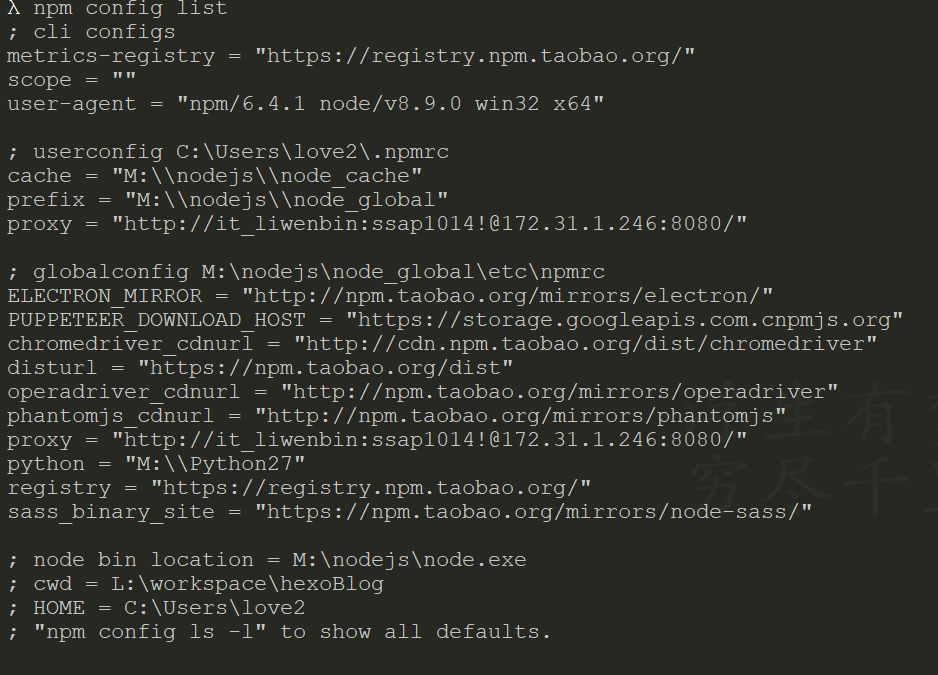 λ npm config list
; cli configs
metrics-registry = "https://registry.npm.taobao.org/"
scope = ""
user-agent = "npm/6.4.1 node/v8.9.0 win32 x64"
; userconfig C:\Users\love2\.npmrc
cache = "M:\\nodejs\\node_cache"
prefix = "M:\\nodejs\\node_global"
proxy = "http://it_liwenbin:ssap1014!@172.31.1.246:8080/"
; globalconfig M:\nodejs\node_global\etc\npmrc
ELECTRON_MIRROR = "http://npm.taobao.org/mirrors/electron/"
PUPPETEER_DOWNLOAD_HOST = "https://storage.googleapis.com.cnpmjs.org"
chromedriver_cdnurl = "http://cdn.npm.taobao.org/dist/chromedriver"
disturl = "https://npm.taobao.org/dist"
operadriver_cdnurl = "http://npm.taobao.org/mirrors/operadriver"
phantomjs_cdnurl = "http://npm.taobao.org/mirrors/phantomjs"
proxy = "http://it_liwenbin:ssap1014!@172.31.1.246:8080/"
python = "M:\\Python27"
registry = "https://registry.npm.taobao.org/"
sass_binary_site = "https://npm.taobao.org/mirrors/node-sass/"
; node bin location = M:\nodejs\node.exe
; cwd = L:\workspace\hexoBlog
; HOME = C:\Users\love2
; "npm config ls -l" to show all defaults.
生有
穷尽千